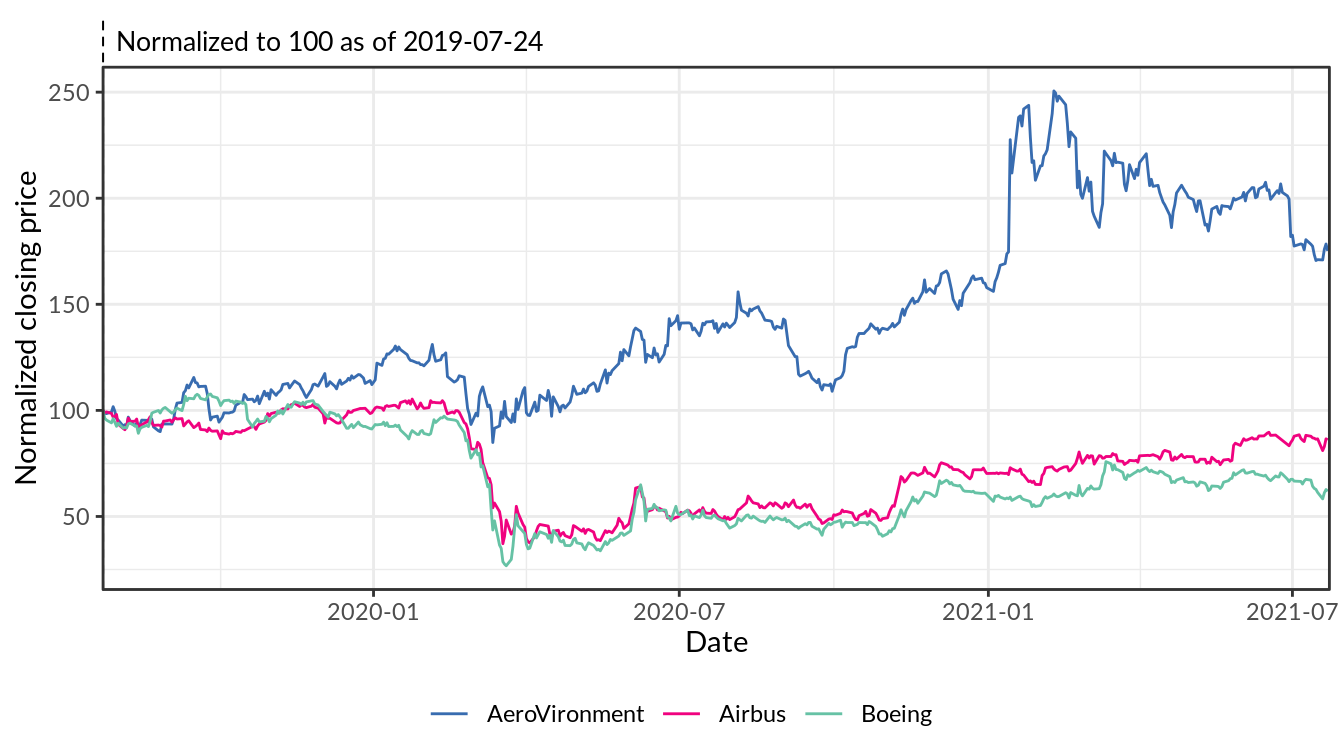 Normalized to 100 as of 2019-07-24
Normalized closing price
250
200
150
100
50
2020-01 2020-07 2021-01 2021-07
Date
AeroVironment Airbus Boeing